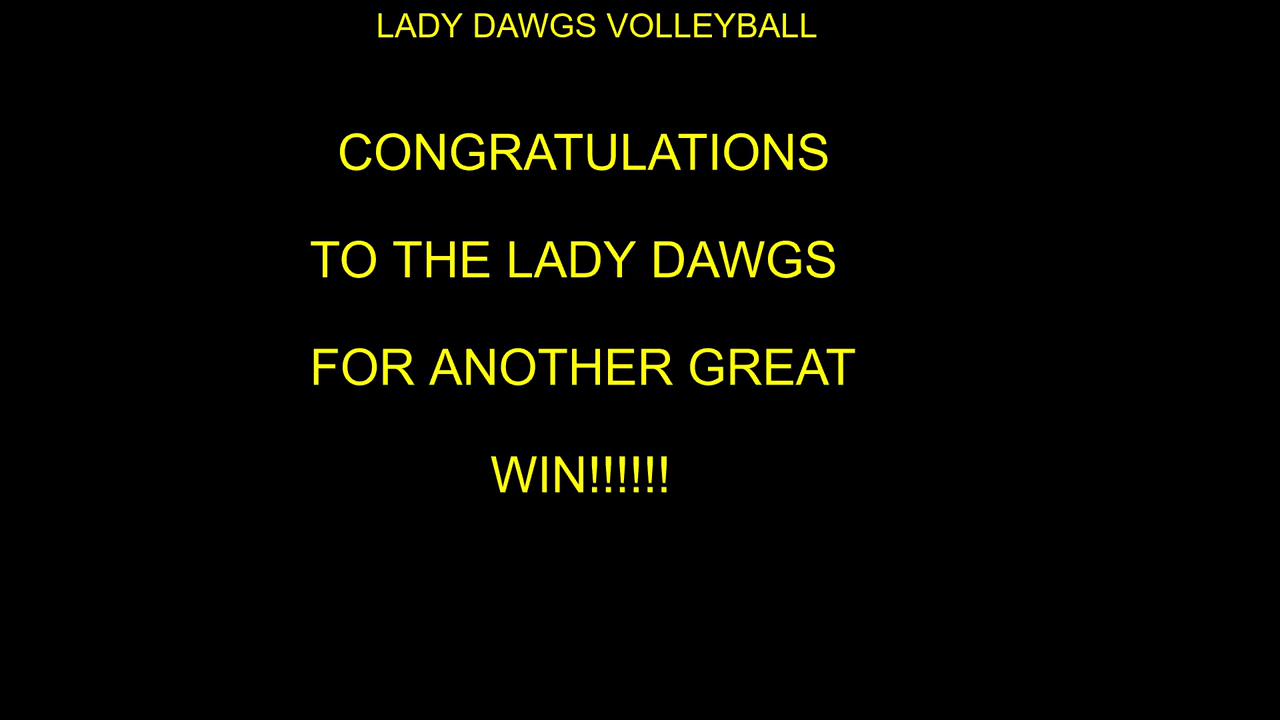 LADY DAWGS VOLLEYBALL
CONGRATULATIONS
TO THE LADY DAWGS
FOR ANOTHER GREAT
WIN!!!!!!